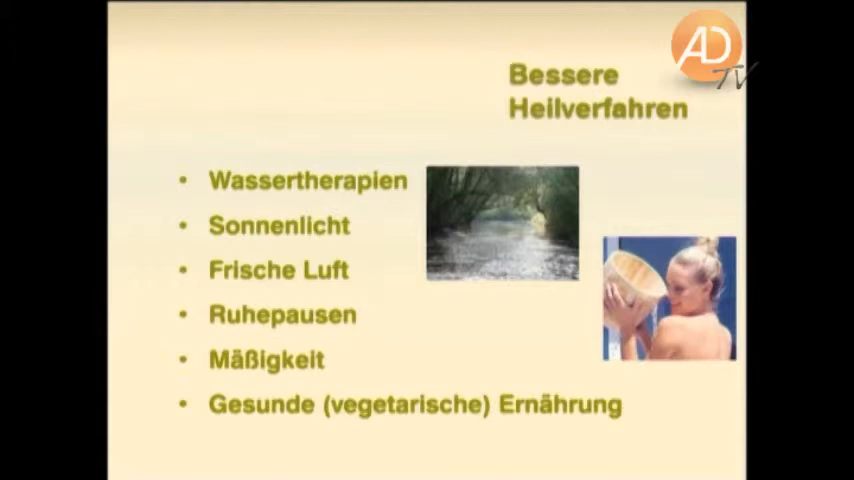 AD
TV
Bessere
Heilverfahren
• Wassertherapien
• Sonnenlicht
• Frische Luft
• Ruhepausen
• Mäßigkeit
• Gesunde (vegetarische) Ernährung